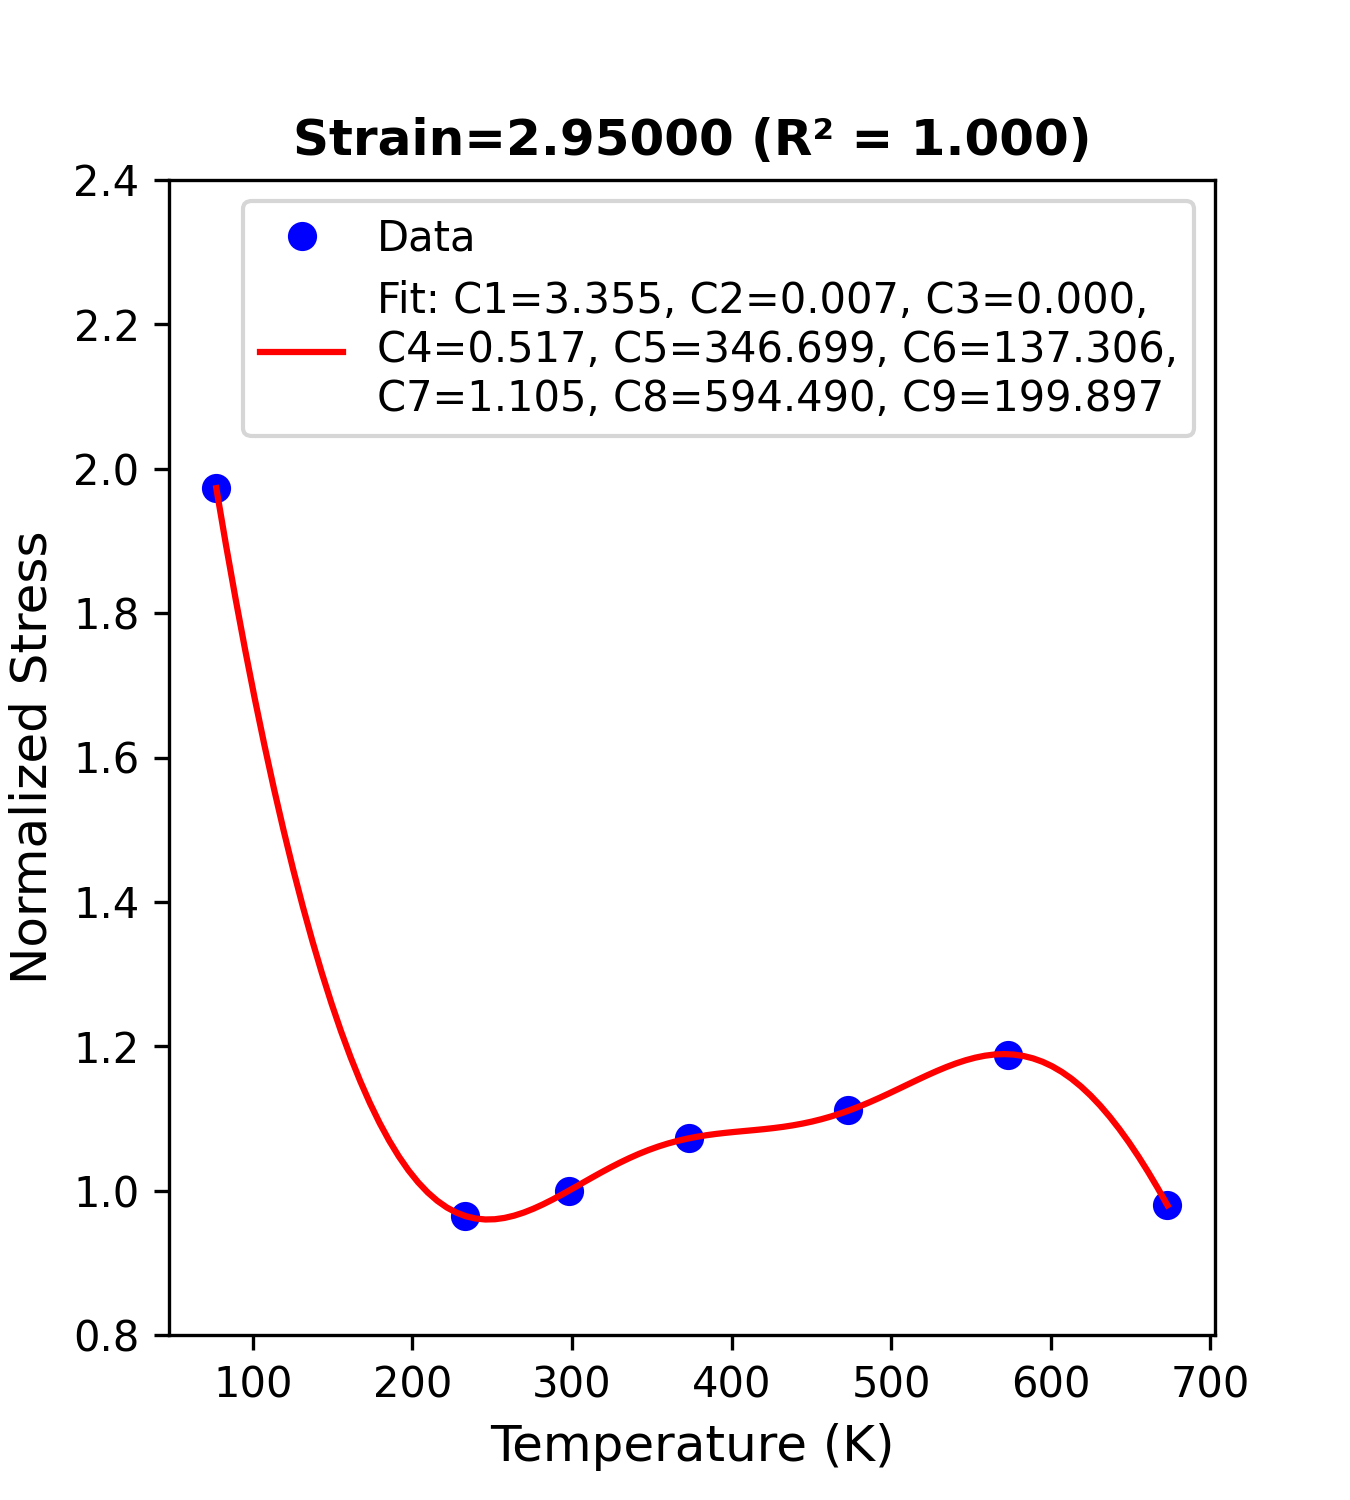 Strain=2.95000 (R² = 1.000)
Data
Fit: C1=3.355, C2=0.007, C3=0.000,
C4=0.517, C5=346.699, C6=137.306,
C7=1.105, C8=594.490, C9=199.897
2.4
2.2
2.0
1.8
1.6
1.4
1.2
1.0
0.8
Normalized Stress
100 200 300 400 500 600 700
Temperature (K)